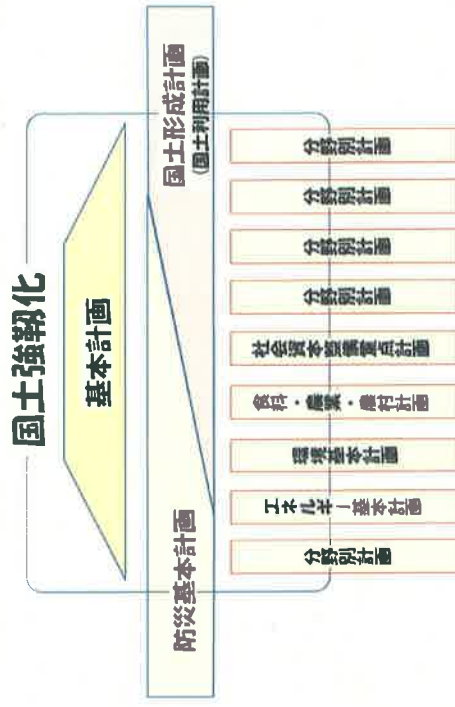 国土強靱化
基本計画
防災基本計画
国土形成計画
(国土利用計画)
分野別計画
エネルギー基本計画
環境基本計画
食料・農業・農村計画
社会資本整備重点計画
分野別計画
分野別計画
分野別計画
分野別計画